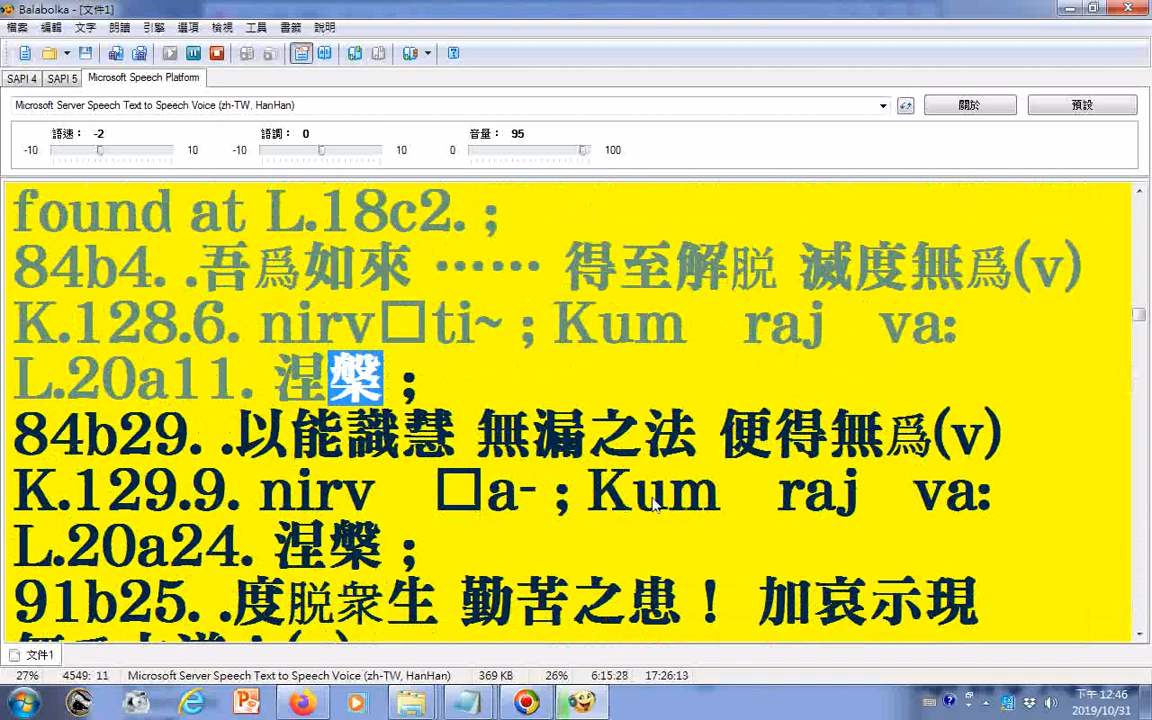 Balabolka - [文件1]
檔案 編輯 文字 朗讀 引擎 選項 檢視 工具 書籤 說明
SAPI 4 SAPI 5 Microsoft Speech Platform
Microsoft Server Speech Text to Speech Voice (zh-TW, HanHan) 關於 預設
語速： -2 語調： 0 音量： 95
-10 10 -10 10 0 100
found at L.18c2. ;
84b4. .吾爲如來 …… 得至解脱 滅度無爲(v)
K.128.6. nirv□ti~ ; Kum raj va:
L.20a11. 涅槃 ;
84b29. .以能識慧 無漏之法 便得無爲(v)
K.129.9. nirv □a- ; Kum raj va:
L.20a24. 涅槃 ;
91b25. .度脱衆生 勤苦之患！ 加哀示現
文件1
27% 4549: 11 Microsoft Server Speech Text to Speech Voice (zh-TW, HanHan) 369 KB 26% 6:15:28 17:26:13
下午 12:46
2019/10/31